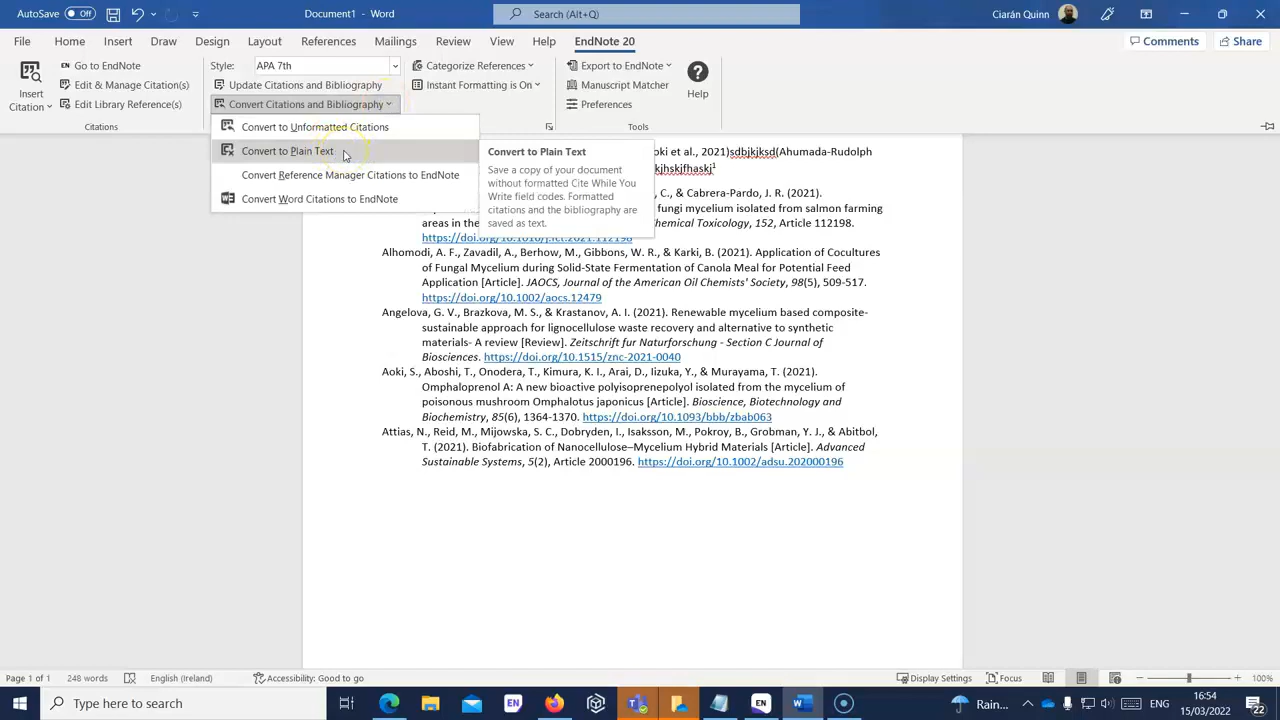 AutoSave Off Document1 - Word Search (Alt+Q) Ciarán Quinn
File Home Insert Draw Design Layout References Mailings Review View Help EndNote 20 Comments Share
Insert Citation
Go to EndNote
Edit & Manage Citation(s)
Edit Library Reference(s)
Citations
Style: APA 7th
Update Citations and Bibliography
Convert Citations and Bibliography
Categorize References
Instant Formatting is On
Export to EndNote
Manuscript Matcher
Preferences
Tools
Help
Convert to Unformatted Citations
Convert to Plain Text
Convert Reference Manager Citations to EndNote
Convert Word Citations to EndNote
Convert to Plain Text
Save a copy of your document
without formatted Cite While You
Write field codes. Formatted
citations and the bibliography are
saved as text.
oki et al., 2021)sdbjkjksd(Ahumada-Rudolph
kjhskjfhaskj1
C., & Cabrera-Pardo, J. R. (2021).
fungi mycelium isolated from salmon farming
areas in the hemical Toxicology, 152, Article 112198.
https://doi.org/10.1016/j.fct.2021.112198
Alhomodi, A. F., Zavadil, A., Berhow, M., Gibbons, W. R., & Karki, B. (2021). Application of Cocultures
of Fungal Mycelium during Solid-State Fermentation of Canola Meal for Potential Feed
Application [Article]. JAOCS, Journal of the American Oil Chemists' Society, 98(5), 509-517.
https://doi.org/10.1002/aocs.12479
Angelova, G. V., Brazkova, M. S., & Krastanov, A. I. (2021). Renewable mycelium based composite-
sustainable approach for lignocellulose waste recovery and alternative to synthetic
materials- A review [Review]. Zeitschrift fur Naturforschung - Section C Journal of
Biosciences. https://doi.org/10.1515/znc-2021-0040
Aoki, S., Aboshi, T., Onodera, T., Kimura, K. I., Arai, D., Iizuka, Y., & Murayama, T. (2021).
Omphaloprenol A: A new bioactive polyisoprenepolyol isolated from the mycelium of
poisonous mushroom Omphalotus japonicus [Article]. Bioscience, Biotechnology and
Biochemistry, 85(6), 1364-1370. https://doi.org/10.1093/bbb/zbab063
Attias, N., Reid, M., Mijowska, S. C., Dobryden, I., Isaksson, M., Pokroy, B., Grobman, Y. J., & Abitbol,
T. (2021). Biofabrication of Nanocellulose–Mycelium Hybrid Materials [Article]. Advanced
Sustainable Systems, 5(2), Article 2000196. https://doi.org/10.1002/adsu.202000196
Page 1 of 1 248 words English (Ireland) Accessibility: Good to go Display Settings Focus 100%
Type here to search Rain... 16:54
15/03/2022 22